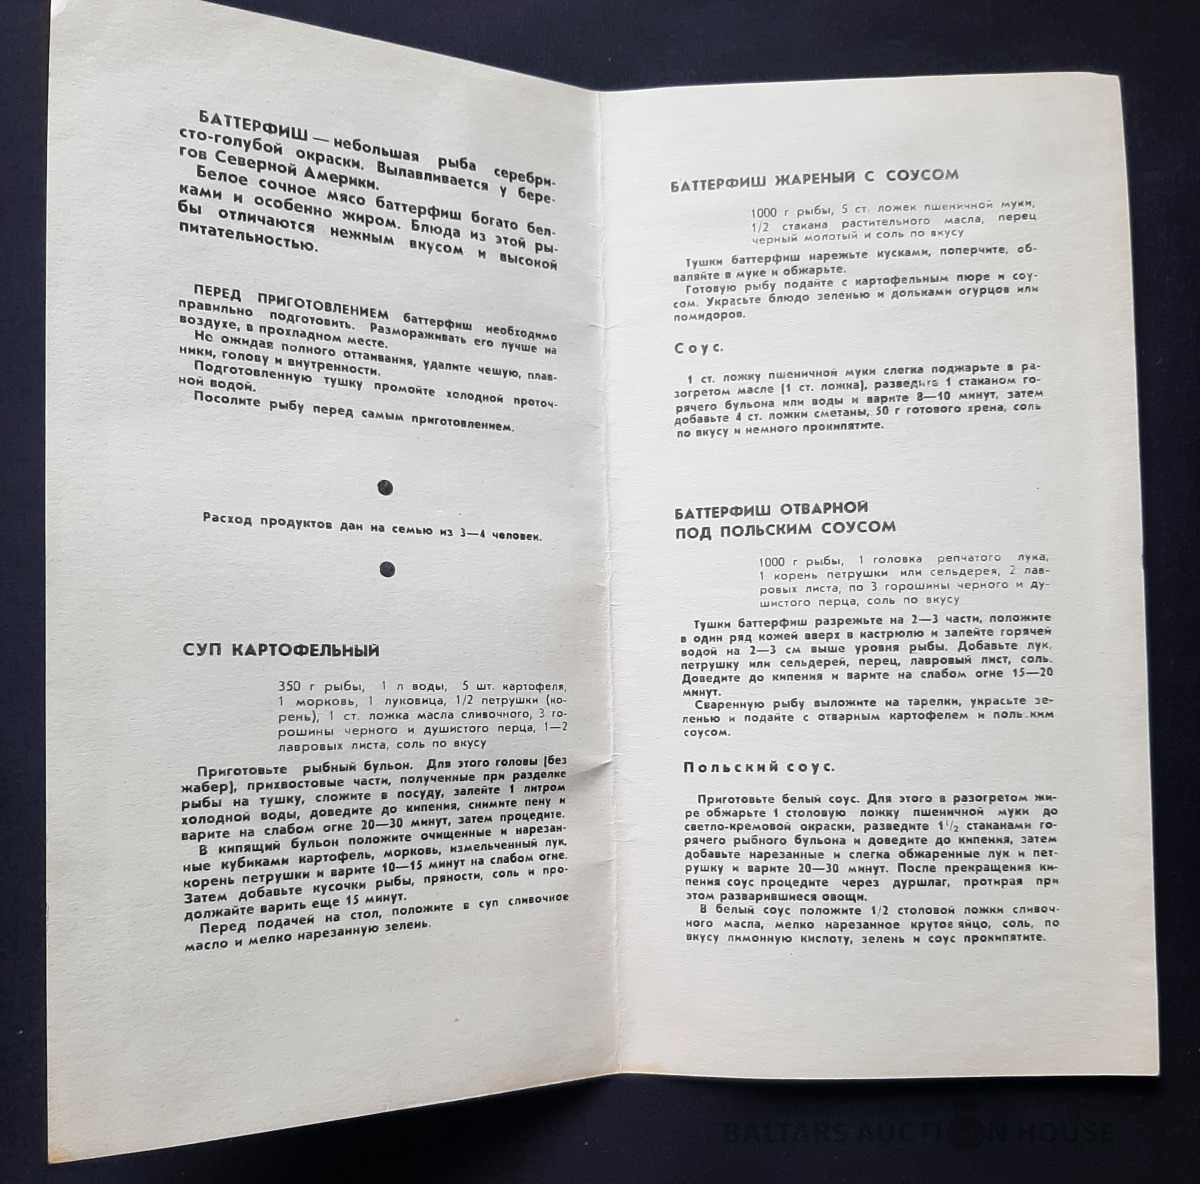 БАТТЕРФИШ — небольшая рыба серебри-
сто-голубой окраски. Вылавливается у бере-
гов Северной Америки.
Белое сочное мясо баттерфиш богато бел-
ками и особенно жиром. Блюда из этой ры-
бы отличаются нежным вкусом и высокой
питательностью.
ПЕРЕД ПРИГОТОВЛЕНИЕМ баттерфиш необходимо
правильно подготовить. Размораживать его лучше на
воздухе, в прохладном месте.
Не ожидая полного оттаивания, удалите чешую, плав-
ники, голову и внутренности.
Подготовленную тушку промойте холодной проточ-
ной водой.
Посолите рыбу перед самым приготовлением.
Расход продуктов дан на семью из 3—4 человек.
СУП КАРТОФЕЛЬНЫЙ
350 г рыбы, 1 л воды, 5 шт. картофеля,
1 морковь, 1 луковица, 1/2 петрушки (ко-
рень), 1 ст. ложка масла сливочного, 3 го-
рошины черного и душистого перца, 1—2
лавровых листа, соль по вкусу
Приготовьте рыбный бульон. Для этого головы (без
жабер), прихвостовые части, полученные при разделке
рыбы на тушку, сложите в посуду, залейте 1 литром
холодной воды, доведите до кипения, снимите пену и
варите на слабом огне 20—30 минут, затем процедите.
В кипящий бульон положите очищенные и нарезан-
ные кубиками картофель, морковь, измельченный лук,
корень петрушки и варите 10—15 минут на слабом огне.
Затем добавьте кусочки рыбы, пряности, соль и про-
должайте варить еще 15 минут.
Перед подачей на стол, положите в суп сливочное
масло и мелко нарезанную зелень.
БАТТЕРФИШ ЖАРЕНЫЙ С СОУСОМ
1000 г рыбы, 5 ст. ложек пшеничной муки,
1/2 стакана растительного масла, перец
черный молотый и соль по вкусу
Тушки баттерфиш нарежьте кусками, поперчите, об-
валяйте в муке и обжарьте.
Готовую рыбу подайте с картофельным пюре и соу-
сом. Украсьте блюдо зеленью и дольками огурцов или
помидоров.
Соус.
1 ст. ложку пшеничной муки слегка поджарьте в ра-
зогретом масле (1 ст. ложка), разведите 1 стаканом го-
рячего бульона или воды и варите 8—10 минут, затем
добавьте 4 ст. ложки сметаны, 50 г готового хрена, соль
по вкусу и немного прокипятите.
БАТТЕРФИШ ОТВАРНОЙ
ПОД ПОЛЬСКИМ СОУСОМ
1000 г рыбы, 1 головка репчатого лука,
1 корень петрушки или сельдерея, 2 лав-
ровых листа, по 3 горошины черного и ду-
шистого перца, соль по вкусу
Тушки баттерфиш разрежьте на 2—3 части, положите
в один ряд кожей вверх в кастрюлю и залейте горячей
водой на 2—3 см выше уровня рыбы. Добавьте лук,
петрушку или сельдерей, перец, лавровый лист, соль.
Доведите до кипения и варите на слабом огне 15—20
минут.
Сваренную рыбу выложите на тарелки, украсьте зе-
ленью и подайте с отварным картофелем и польским
соусом.
Польский соус.
Приготовьте белый соус. Для этого в разогретом жи-
ре обжарьте 1 столовую ложку пшеничной муки до
светло-кремовой окраски, разведите 1 1/2 стаканами го-
рячего рыбного бульона и доведите до кипения, затем
добавьте нарезанные и слегка обжаренные лук и пет-
рушку и варите 20—30 минут. После прекращения ки-
пения соус процедите через дуршлаг, протирая при
этом разварившиеся овощи.
В белый соус положите 1/2 столовой ложки сливоч-
ного масла, мелко нарезанное крутое яйцо, соль, по
вкусу лимонную кислоту, зелень и соус прокипятите.
BALTARS AUCTION HOUSE